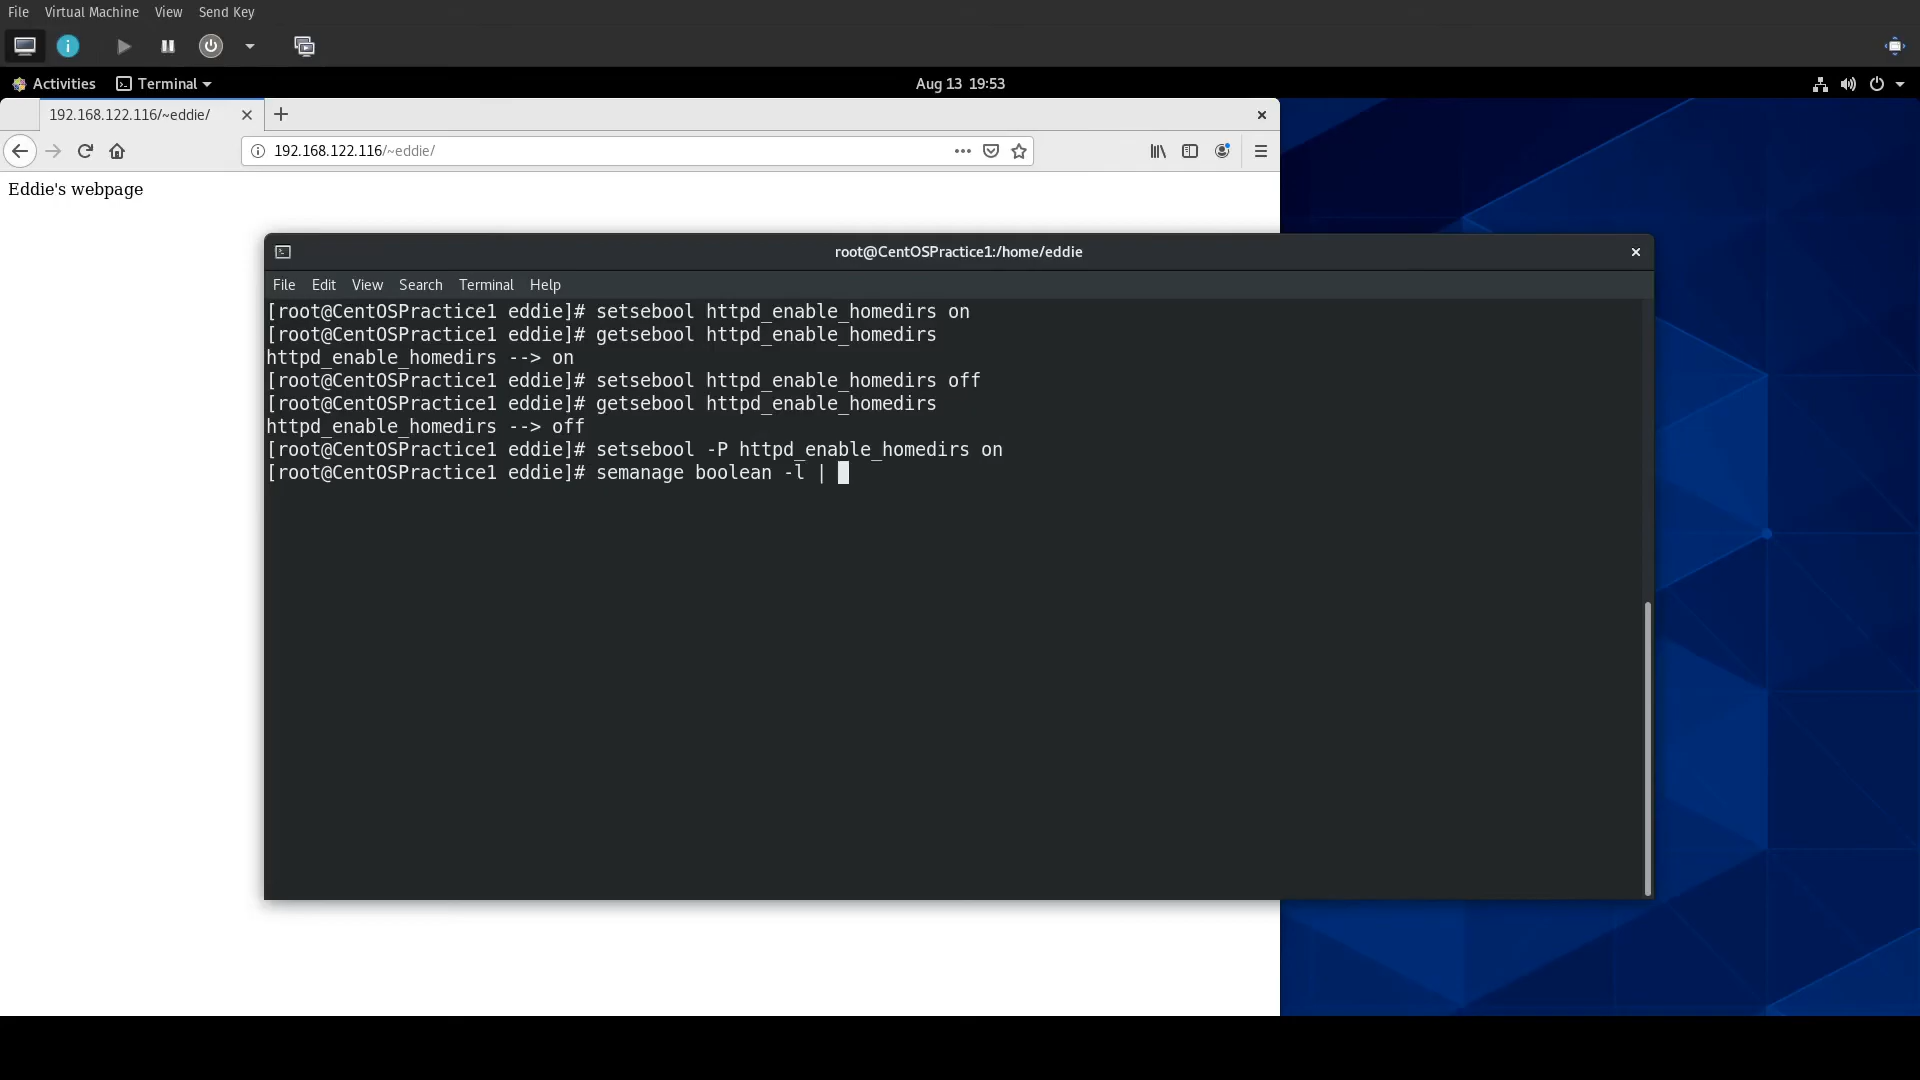 File Virtual Machine View Send Key
Activities Terminal Aug 13 19:53
192.168.122.116/~eddie/
192.168.122.116/~eddie/
Eddie's webpage
root@CentOSPractice1:/home/eddie
File Edit View Search Terminal Help
[root@CentOSPractice1 eddie]# setsebool httpd_enable_homedirs on
[root@CentOSPractice1 eddie]# getsebool httpd_enable_homedirs
httpd_enable_homedirs --> on
[root@CentOSPractice1 eddie]# setsebool httpd_enable_homedirs off
[root@CentOSPractice1 eddie]# getsebool httpd_enable_homedirs
httpd_enable_homedirs --> off
[root@CentOSPractice1 eddie]# setsebool -P httpd_enable_homedirs on
[root@CentOSPractice1 eddie]# semanage boolean -l |